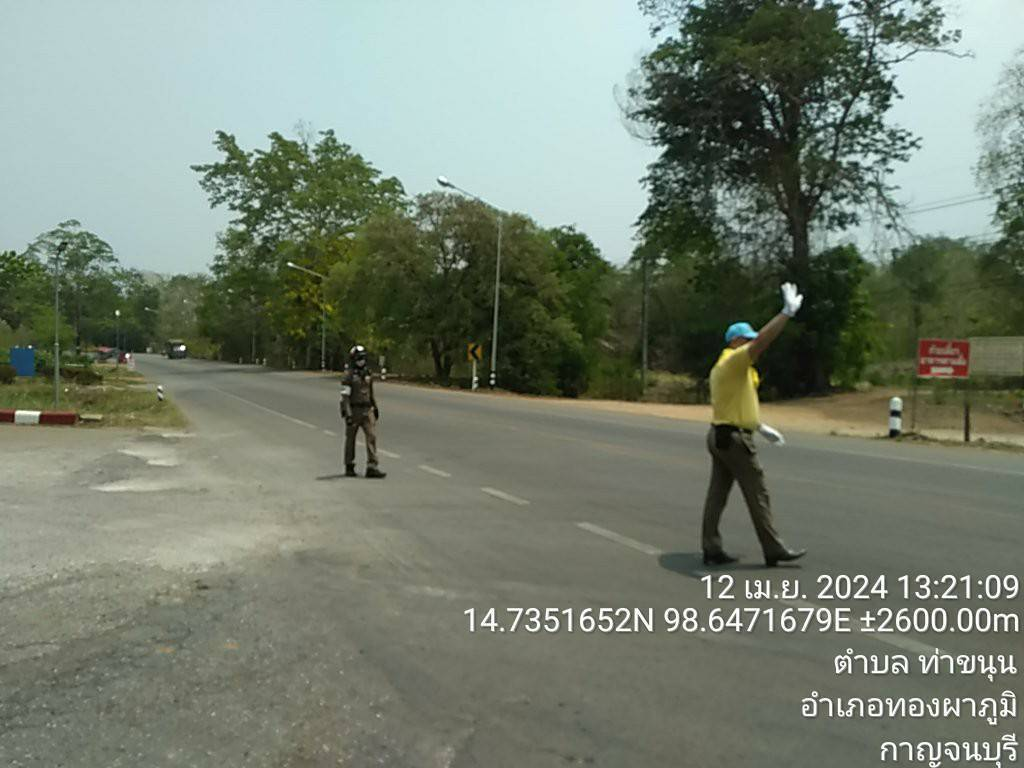 12 เม.ย. 2024 13:21:09
14.7351652N 98.6471679E ±2600.00m
ตำบล ท่าขนุน
อำเภอทองผาภูมิ
กาญจนบุรี